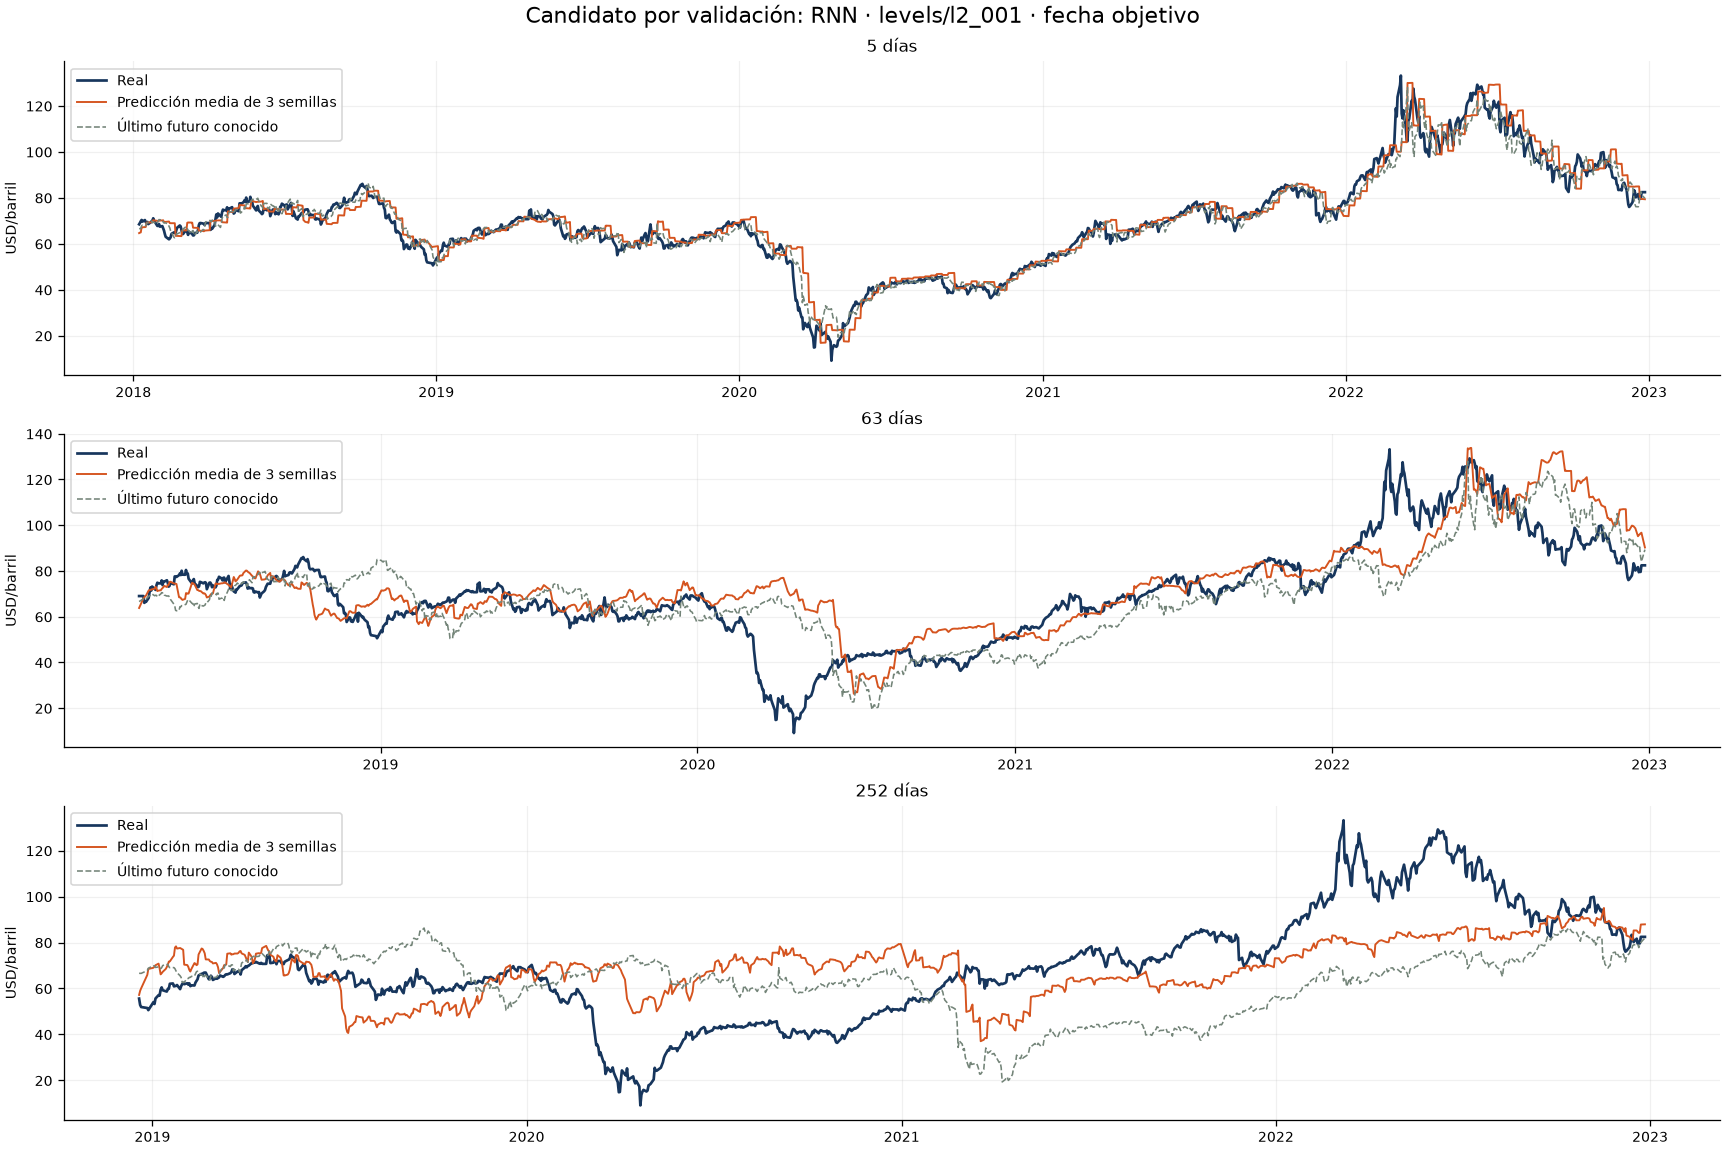 Candidato por validación: RNN · levels/l2_001 · fecha objetivo
5 días
Real
Predicción media de 3 semillas
Último futuro conocido
USD/barril
120
100
80
60
40
20
2018 2019 2020 2021 2022 2023
63 días
Real
Predicción media de 3 semillas
Último futuro conocido
USD/barril
140
120
100
80
60
40
20
2019 2020 2021 2022 2023
252 días
Real
Predicción media de 3 semillas
Último futuro conocido
USD/barril
120
100
80
60
40
20
2019 2020 2021 2022 2023